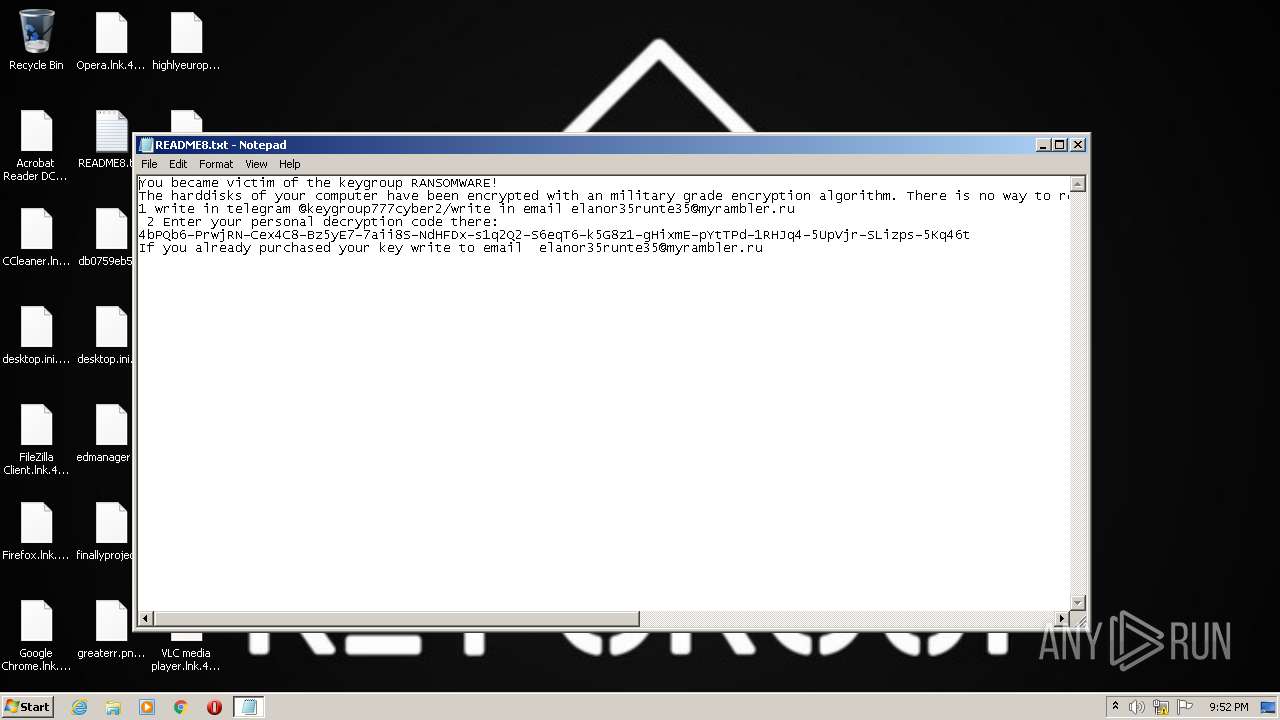 Recycle Bin
Opera.lnk.4...
highlyeurop...
Acrobat
Reader DC...
README8.t
CCleaner.ln...
db0759eb5
desktop.ini....
desktop.ini.
FileZilla
Client.lnk.4...
edmanager
Firefox.lnk....
finallyprojec
Google
Chrome.lnk....
greaterr.pn...
VLC media
player.lnk.4...
README8.txt - Notepad
File Edit Format View Help
You became victim of the keygroup RANSOMWARE!
The harddisks of your computer have been encrypted with an military grade encryption algorithm. There is no way to re
1 write in telegram @keygroup777cyber2/write in email elanor35runte35@myrambler.ru
2 Enter your personal decryption code there:
4bPQb6-PrwjRN-Cex4C8-Bz5yE7-7aii8S-NdHFDx-s1q2Q2-S6eqT6-k5G8z1-gHixmE-pYtTPd-1RHJq4-5UpVjr-SLizps-5Kq46t
If you already purchased your key write to email elanor35runte35@myrambler.ru
ANY RUN
Start
9:52 PM